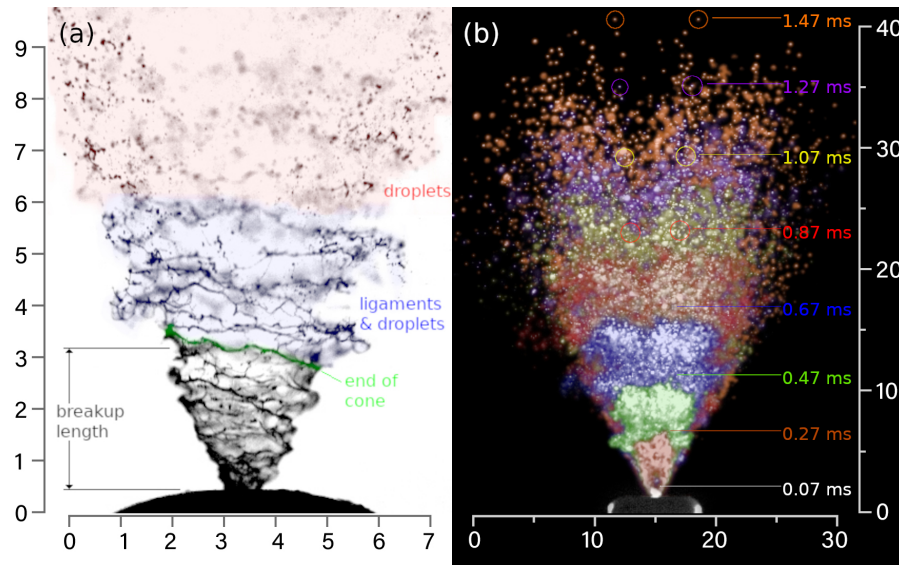 (a)
9
8
7
6
5
4
3
2
1
0
droplets
ligaments
& droplets
end of
cone
breakup
length
0 1 2 3 4 5 6 7
(b)
1.47 ms
1.27 ms
1.07 ms
0.87 ms
0.67 ms
0.47 ms
0.27 ms
0.07 ms
40
30
20
10
0
0 10 20 30